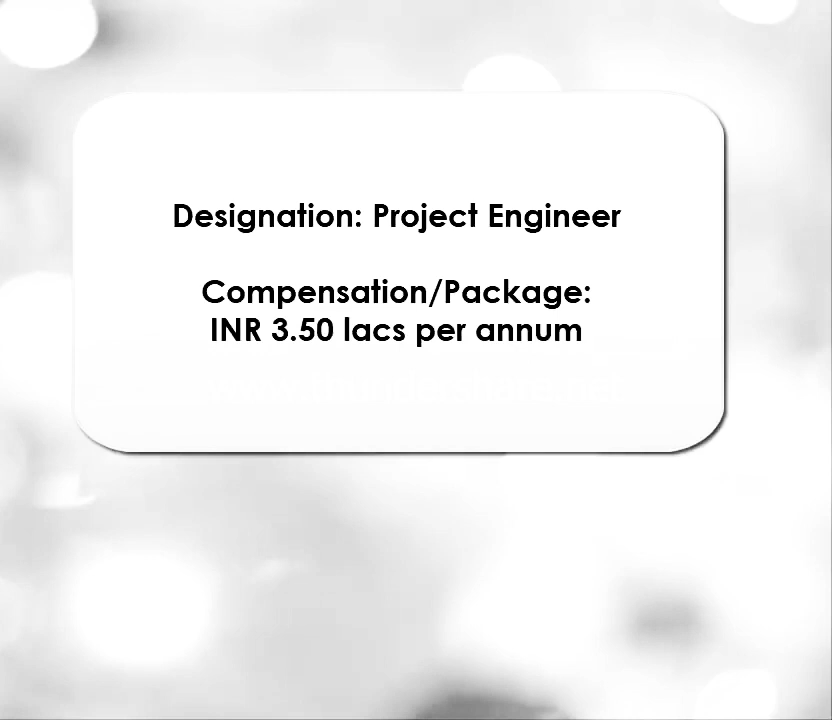 Designation: Project Engineer
Compensation/Package:
INR 3.50 lacs per annum